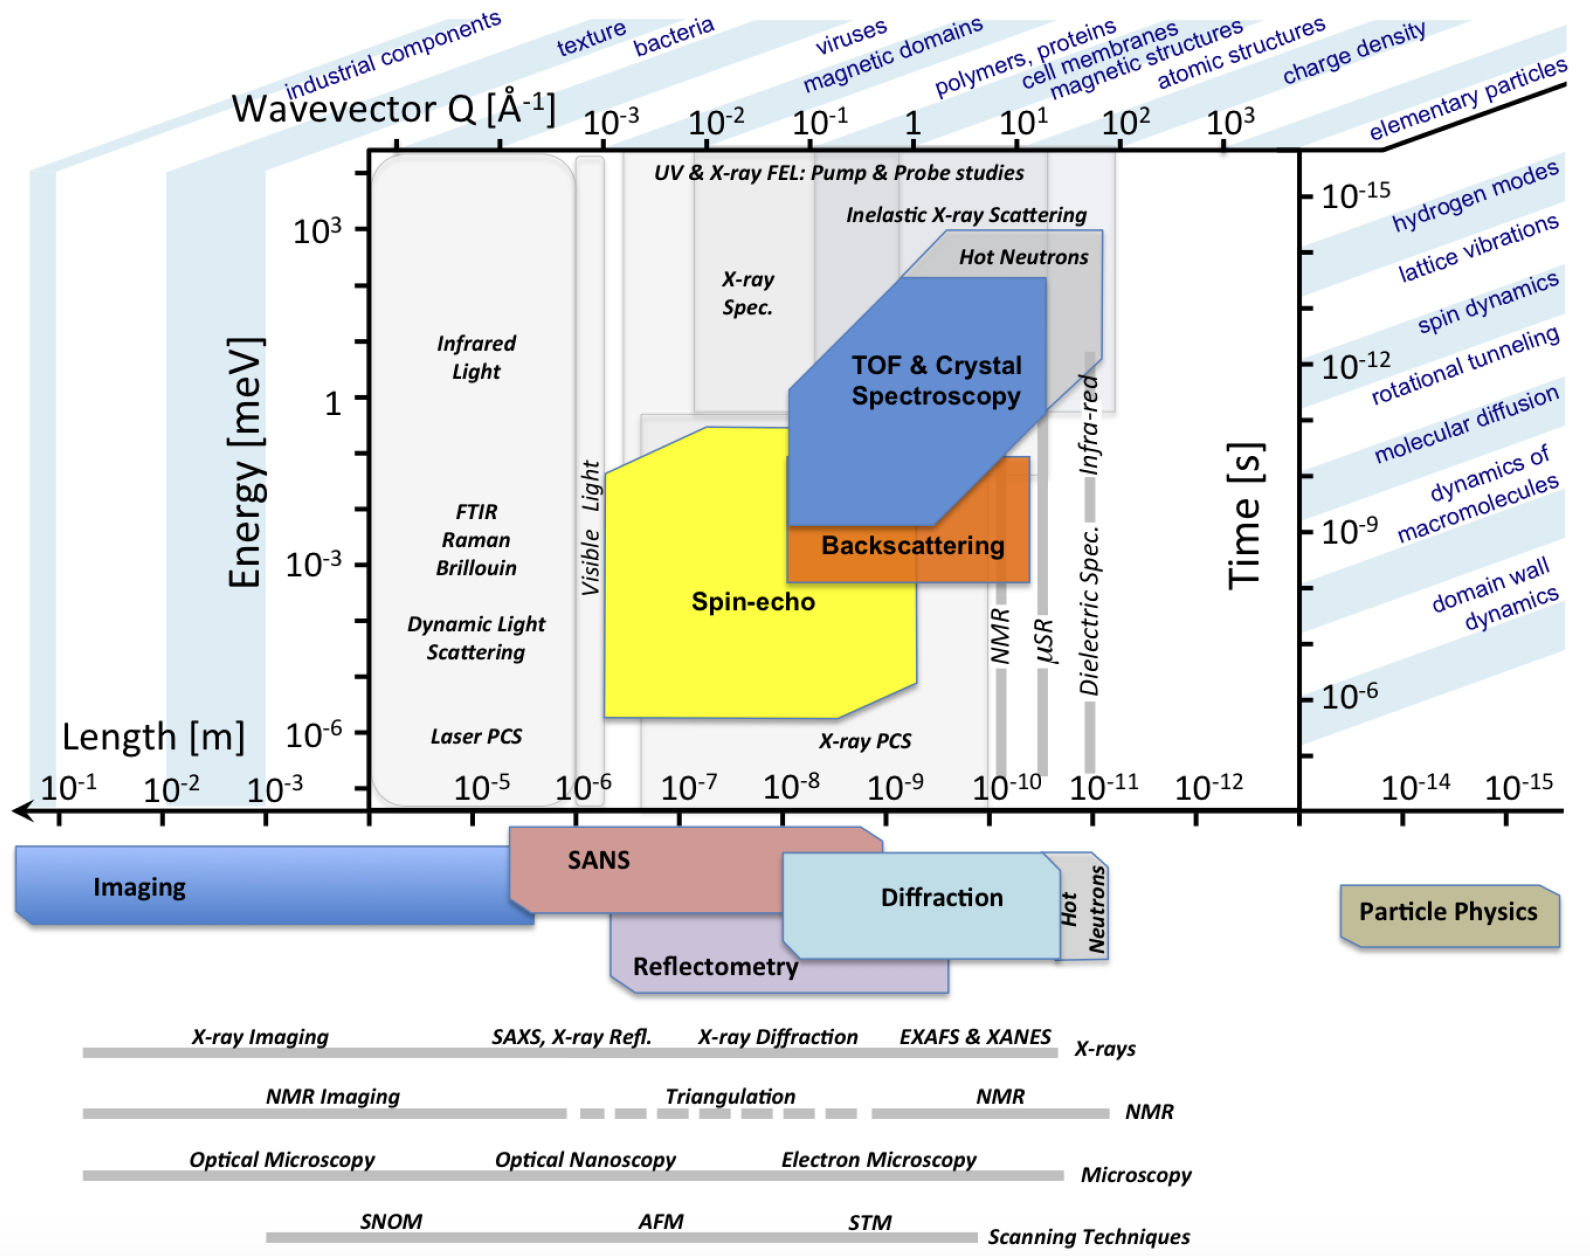 industrial components
texture
bacteria
viruses
magnetic domains
polymers, proteins
cell membranes
magnetic structures
atomic structures
charge density
elementary particles
Wavevector Q [Å-1]
10-3 10-2 10-1 1 101 102 103
UV & X-ray FEL: Pump & Probe studies
Inelastic X-ray Scattering
Hot Neutrons
X-ray
Spec.
Infrared
Light
TOF & Crystal
Spectroscopy
Energy [meV]
103
1
10-3
10-6
FTIR
Raman
Brillouin
Dynamic Light
Scattering
Laser PCS
Visible Light
Spin-echo
Backscattering
X-ray PCS
NMR
µSR
Dielectric Spec.
Infra-red
Time [s]
10-15
10-12
10-9
10-6
hydrogen modes
lattice vibrations
spin dynamics
rotational tunneling
molecular diffusion
dynamics of
macromolecules
domain wall
dynamics
Length [m]
10-1 10-2 10-3 10-5 10-6 10-7 10-8 10-9 10-10 10-11 10-12 10-14 10-15
Imaging
SANS
Diffraction
Hot
Neutrons
Particle Physics
Reflectometry
X-ray Imaging SAXS, X-ray Refl. X-ray Diffraction EXAFS & XANES X-rays
NMR Imaging Triangulation NMR NMR
Optical Microscopy Optical Nanoscopy Electron Microscopy Microscopy
SNOM AFM STM Scanning Techniques